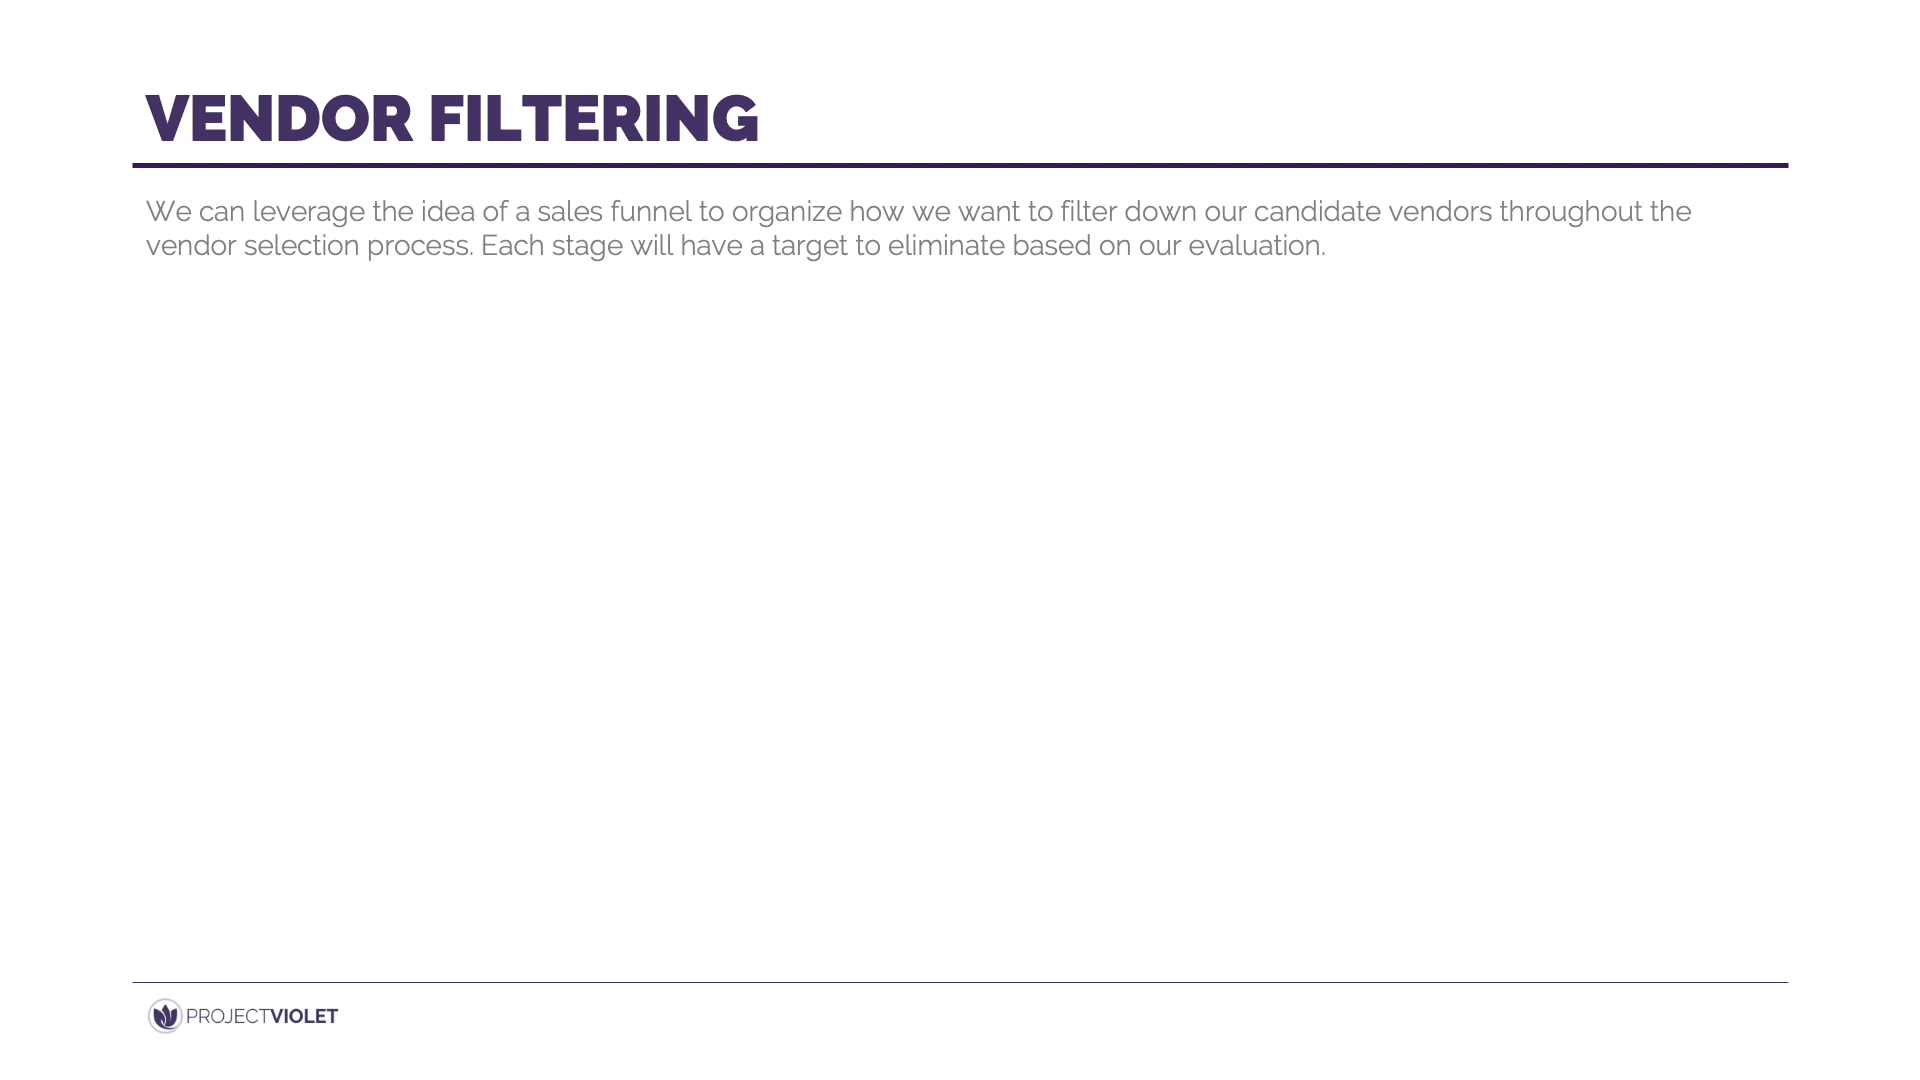 VENDOR FILTERING
We can leverage the idea of a sales funnel to organize how we want to filter down our candidate vendors throughout the
vendor selection process. Each stage will have a target to eliminate based on our evaluation.
PROJECTVIOLET